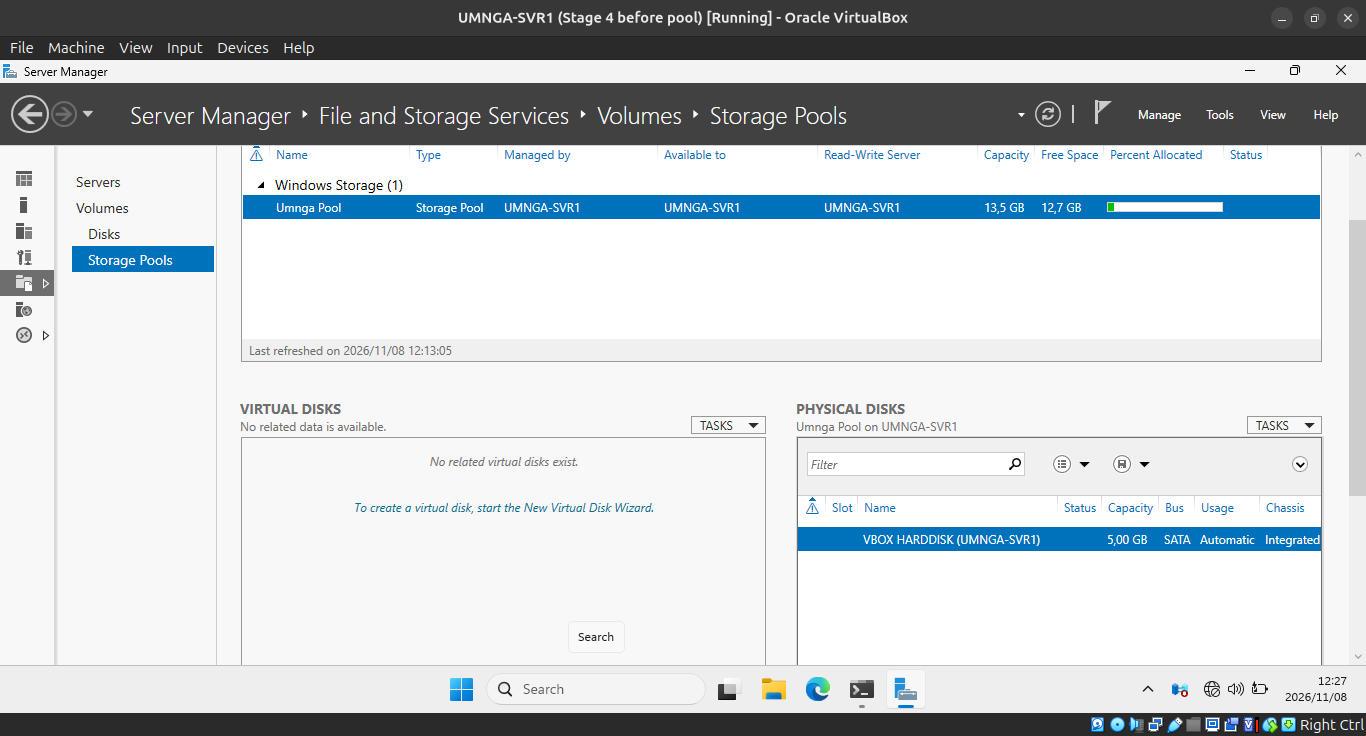 UMNGA-SVR1 (Stage 4 before pool) [Running] - Oracle VirtualBox
File Machine View Input Devices Help
Server Manager
Server Manager File and Storage Services Volumes Storage Pools
Manage Tools View Help
Servers
Volumes
Disks
Storage Pools
Name Type Managed by Available to Read-Write Server Capacity Free Space Percent Allocated Status
Windows Storage (1)
Umnga Pool Storage Pool UMNGA-SVR1 UMNGA-SVR1 UMNGA-SVR1 13,5 GB 12,7 GB
Last refreshed on 2026/11/08 12:13:05
VIRTUAL DISKS
No related data is available.
TASKS
No related virtual disks exist.
To create a virtual disk, start the New Virtual Disk Wizard.
Search
PHYSICAL DISKS
Umnga Pool on UMNGA-SVR1
TASKS
Filter
Slot Name Status Capacity Bus Usage Chassis
VBOX HARDDISK (UMNGA-SVR1) 5,00 GB SATA Automatic Integrated
Search
12:27
2026/11/08
Right Ctrl